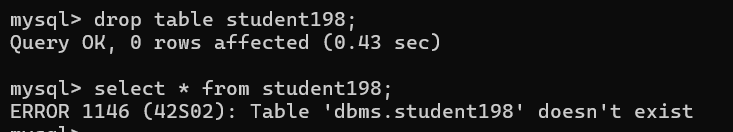 mysql> drop table student198;
Query OK, 0 rows affected (0.43 sec)
mysql> select * from student198;
ERROR 1146 (42S02): Table 'dbms.student198' doesn't exist
mysql>